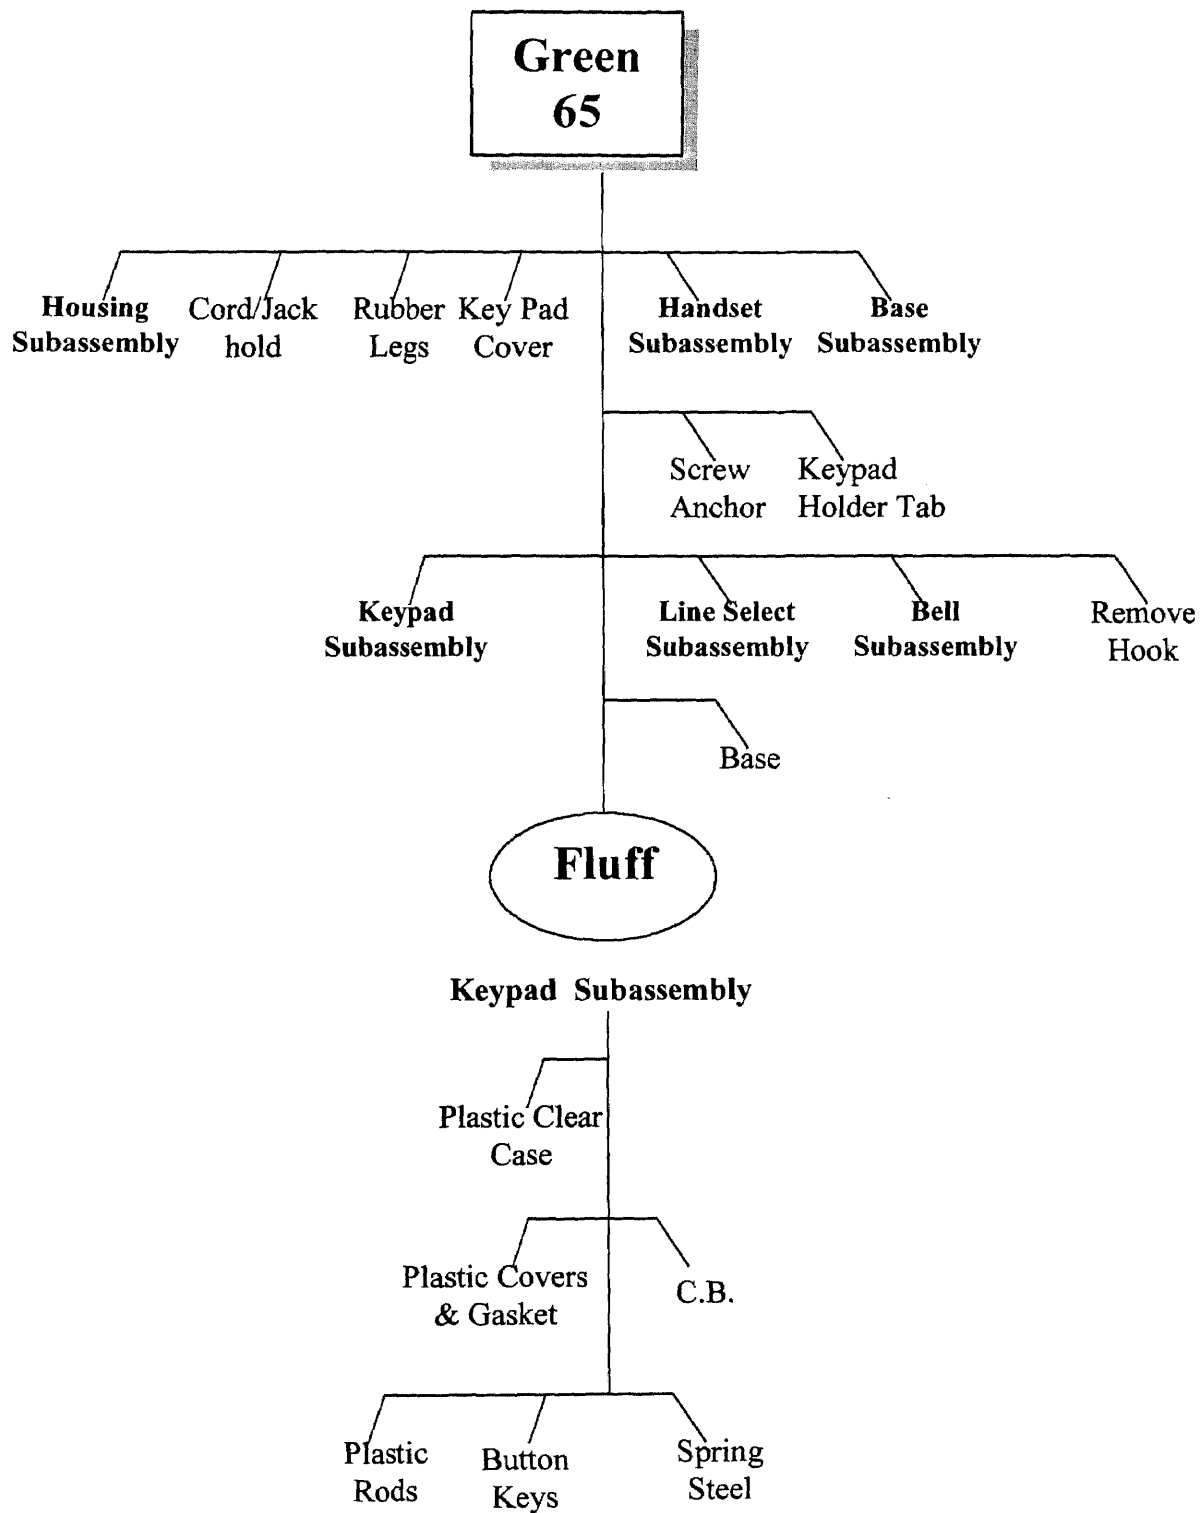 Green
65
Housing
Subassembly
Cord/Jack
hold
Rubber
Legs
Key Pad
Cover
Handset
Subassembly
Base
Subassembly
Screw
Anchor
Keypad
Holder Tab
Keypad
Subassembly
Line Select
Subassembly
Bell
Subassembly
Remove
Hook
Base
Fluff
Keypad Subassembly
Plastic Clear
Case
Plastic Covers
& Gasket
C.B.
Plastic
Rods
Button
Keys
Spring
Steel